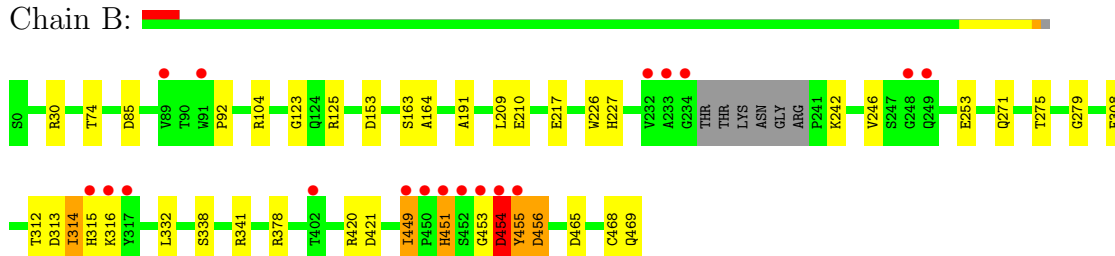 Chain B:
S0 R30 T74 D85 V89 T90 W91 P92 R104 G123 Q124 R125 D153 S163 A164 A191 L209 E210 E217 W226 H227 V232 A233 G234 THR THR LYS ASN GLY ARG P241 K242 V246 S247 G248 Q249 E253 Q271 T275 G279
T312 D313 I314 H315 K316 Y317 L332 S338 R341 R378 T402 R420 D421 I449 P450 H451 S452 G453 D454 Y455 D456 D465 C468 Q469